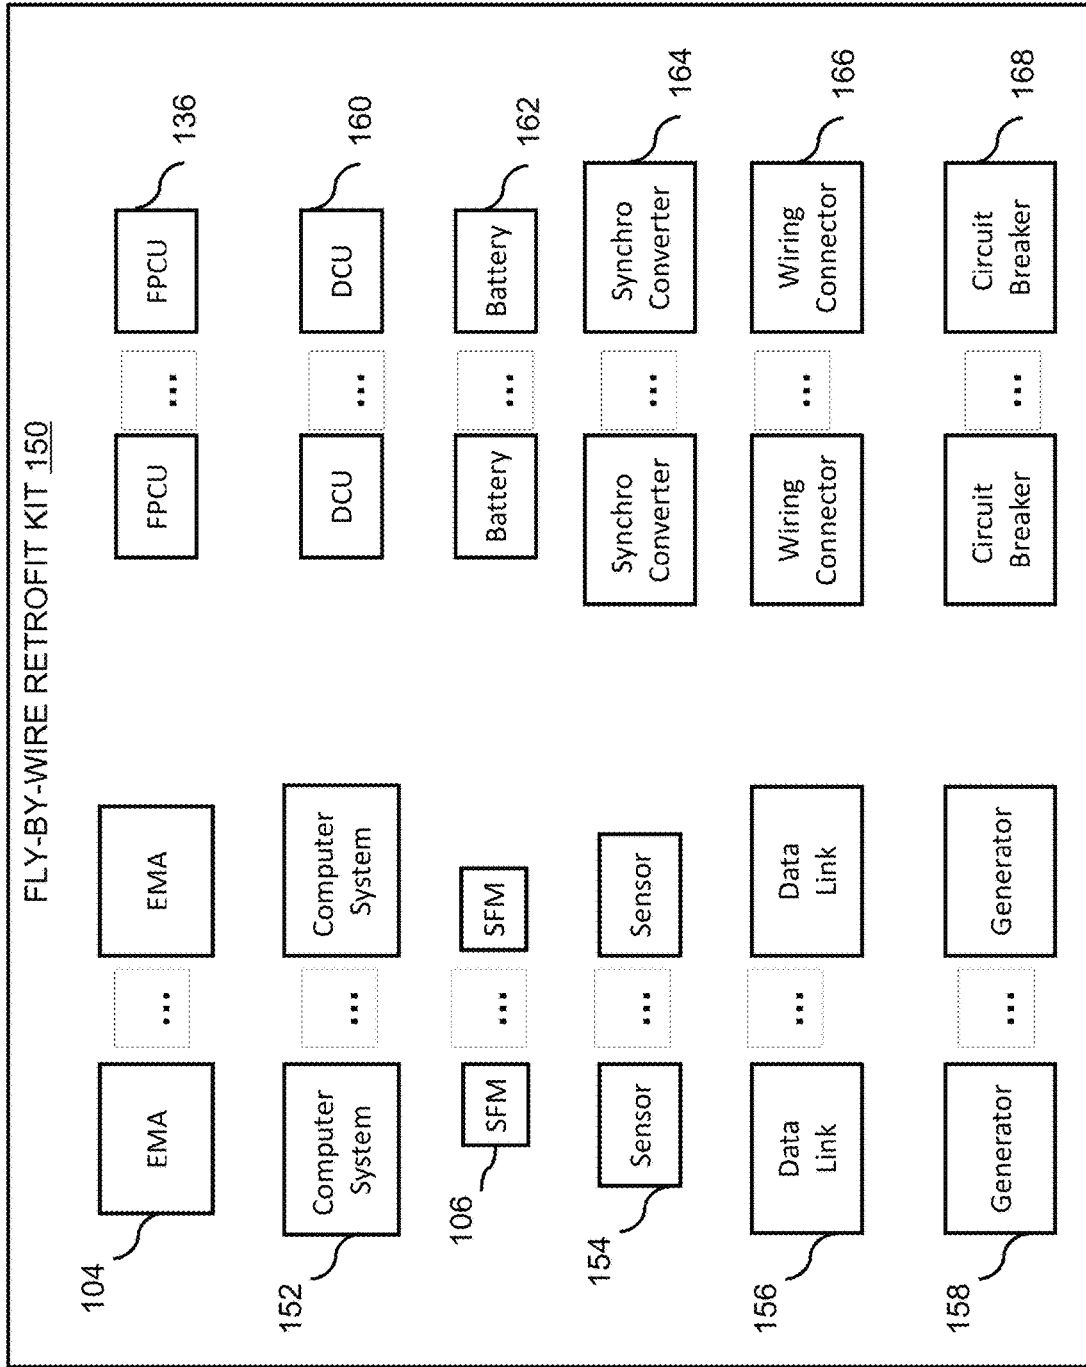 FLY-BY-WIRE RETROFIT KIT 150
104
EMA
...
EMA
FPCU
...
FPCU
136
152
Computer
System
...
Computer
System
DCU
...
DCU
160
106
SFM
...
SFM
Battery
...
Battery
162
154
Sensor
...
Sensor
Synchro
Converter
...
Synchro
Converter
164
156
Data
Link
...
Data
Link
Wiring
Connector
...
Wiring
Connector
166
158
Generator
...
Generator
Circuit
Breaker
...
Circuit
Breaker
168